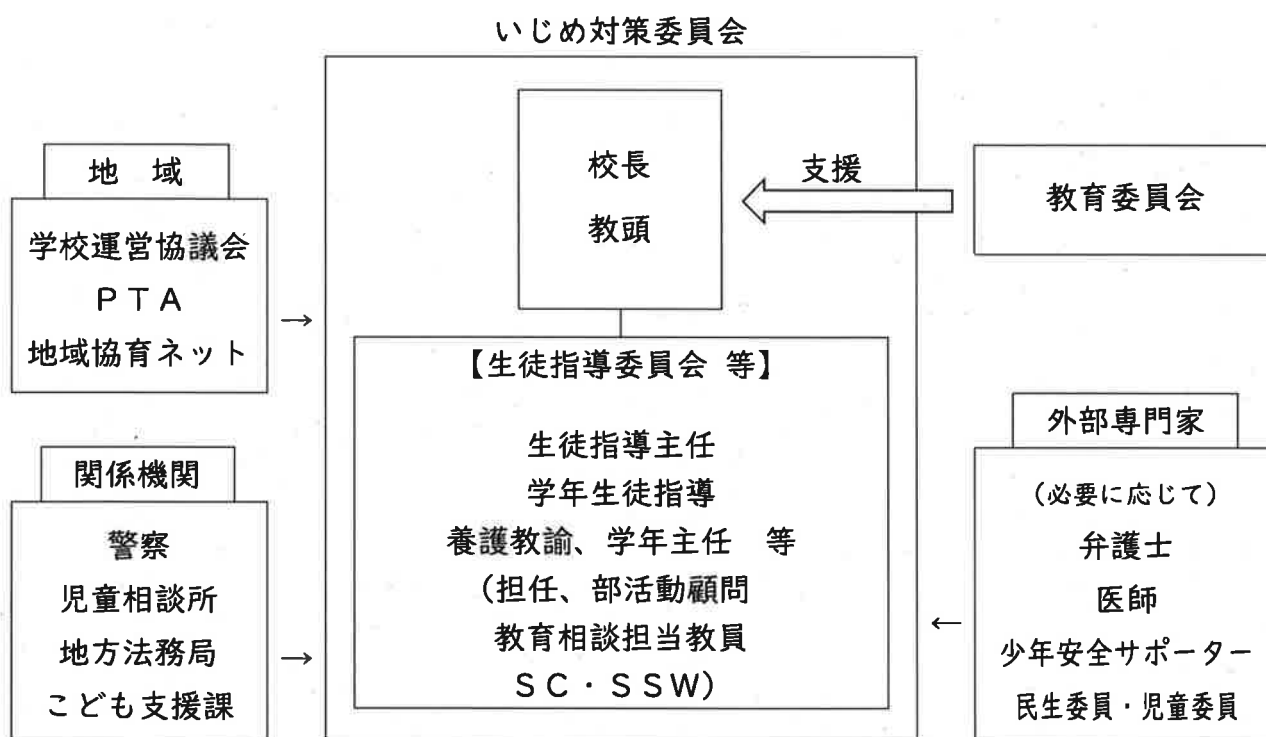 いじめ対策委員会
校長
教頭
支援
教育委員会
地　域
学校運営協議会
ＰＴＡ
地域協育ネット
→
【生徒指導委員会 等】
生徒指導主任
学年生徒指導
養護教諭、学年主任　等
（担任、部活動顧問
教育相談担当教員
ＳＣ・ＳＳＷ）
関係機関
警察
児童相談所
地方法務局
こども支援課
→
外部専門家
（必要に応じて）
弁護士
医師
少年安全サポーター
民生委員・児童委員
←